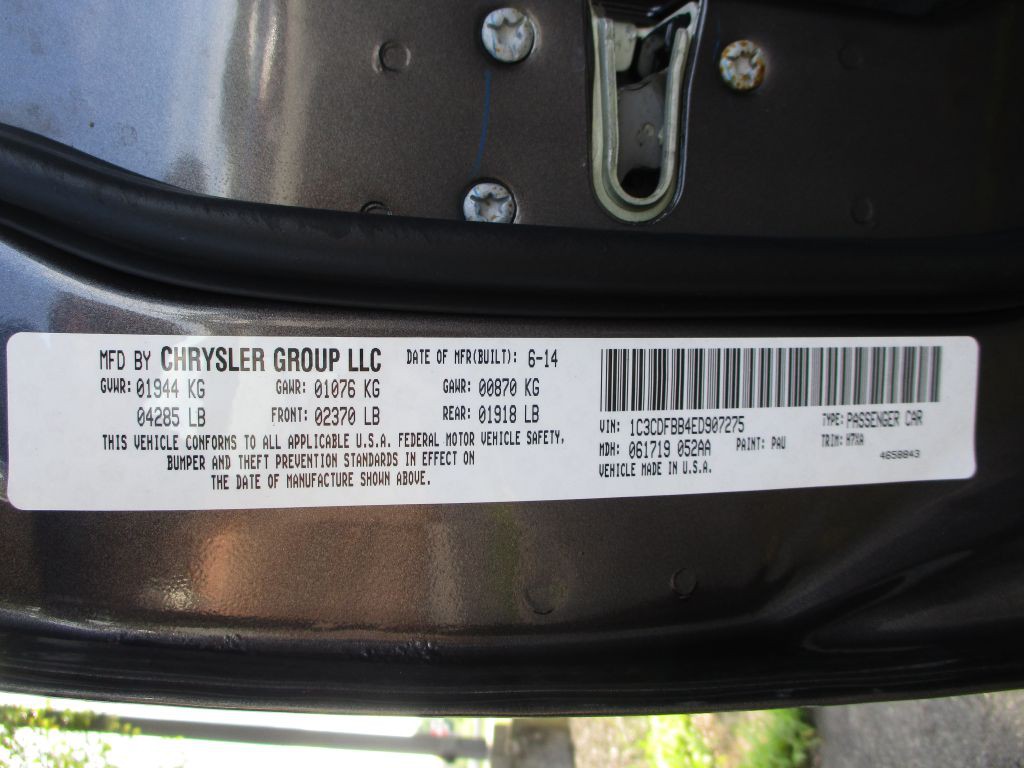 MFD BY CHRYSLER GROUP LLC DATE OF MFR(BUILT): 6-14
GVWR: 01944 KG GAWR: 01076 KG GAWR: 00870 KG
04285 LB FRONT: 02370 LB REAR: 01918 LB
THIS VEHICLE CONFORMS TO ALL APPLICABLE U.S.A. FEDERAL MOTOR VEHICLE SAFETY,
BUMPER AND THEFT PREVENTION STANDARDS IN EFFECT ON
THE DATE OF MANUFACTURE SHOWN ABOVE.
VIN: 1C3CDFBB4ED907275 TYPE: PASSENGER CAR
MDH: 061719 052AA PAINT: PAU TRIM: H7XA
VEHICLE MADE IN U.S.A. 4658843